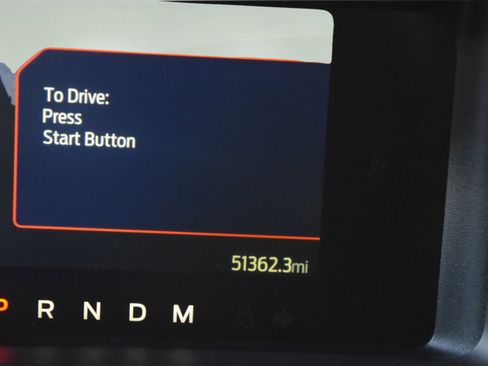 To Drive:
Press
Start Button
51362.3mi
P R N D M